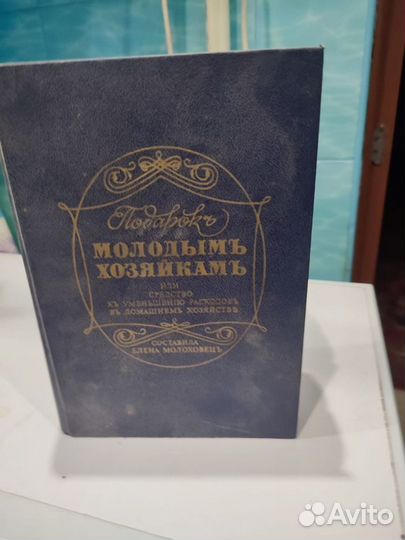 Подарокъ
МОЛОДЫМЪ
ХОЗЯЙКАМЪ
ИЛИ
СРЕДСТВО
КЪ УМЕНЬШЕНІЮ РАСХОДОВЪ
ВЪ ДОМАШНЕМЪ ХОЗЯЙСТВѢ
СОСТАВИЛА
ЕЛЕНА МОЛОХОВЕЦЪ
Avito